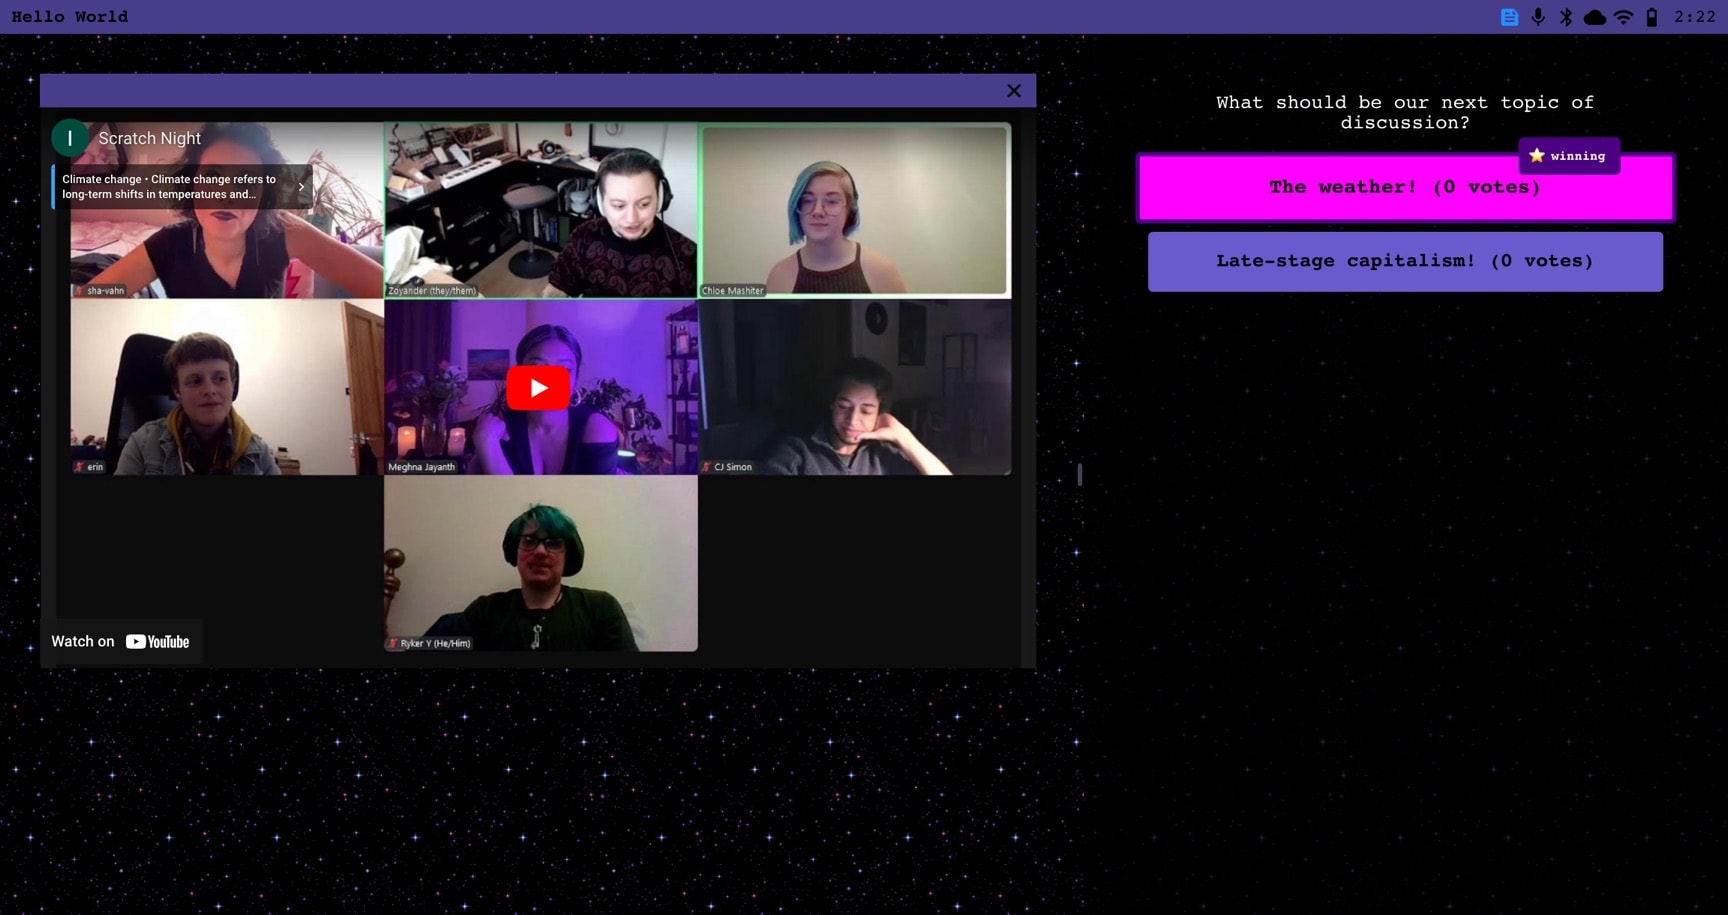 Hello World
2:22
Scratch Night
Climate change • Climate change refers to
long-term shifts in temperatures and...
sha-vahn
Zoyander (they/them)
Chloe Mashiter
erin
Meghna Jayanth
CJ Simon
Ryker Y (He/Him)
Watch on YouTube
What should be our next topic of
discussion?
winning
The weather! (0 votes)
Late-stage capitalism! (0 votes)